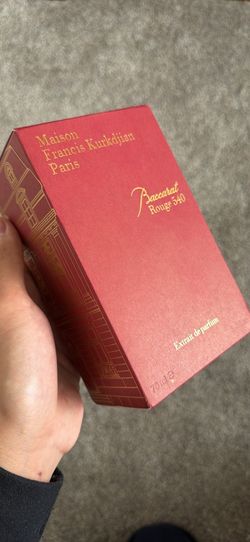 Maison
Francis Kurkdjian
Paris
Baccarat
Rouge 540
Extrait de parfum
70 ml ℮